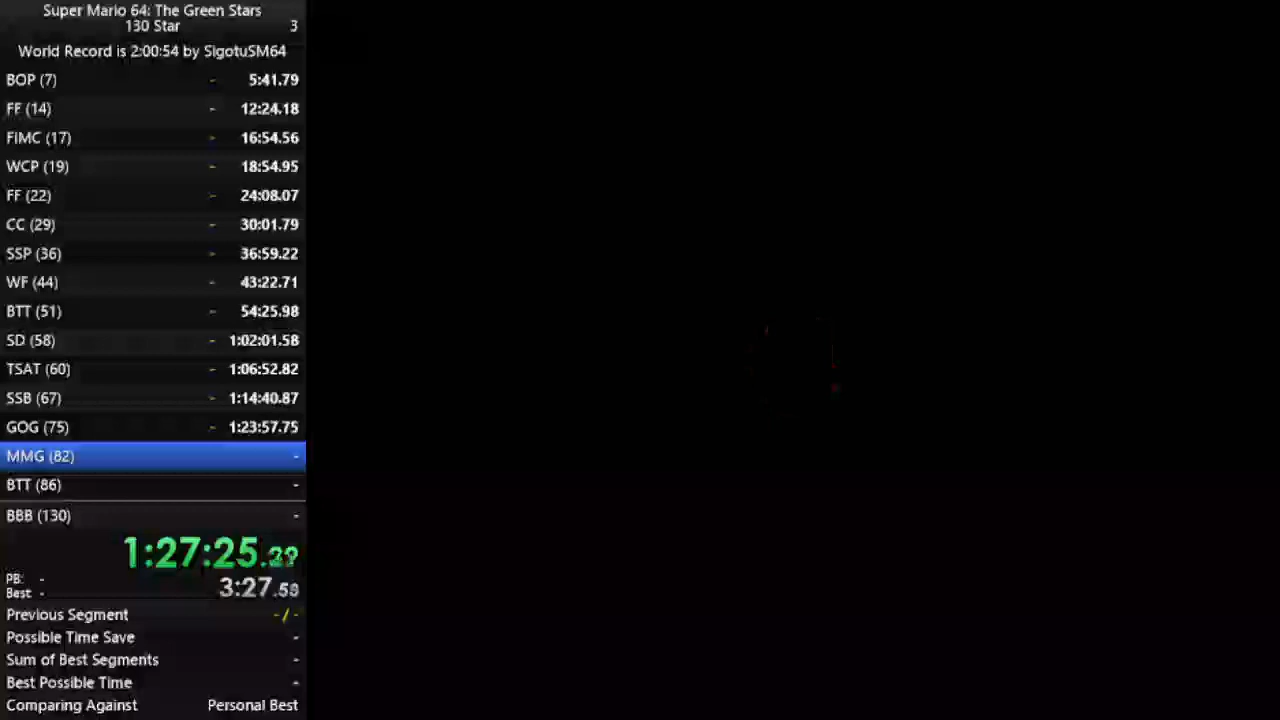 Super Mario 64: The Green Stars
130 Star 3
World Record is 2:00:54 by SigotuSM64
BOP (7) - 5:41.79
FF (14) - 12:24.18
FiMC (17) - 16:54.56
WCP (19) - 18:54.95
FF (22) - 24:08.07
CC (29) - 30:01.79
SSP (36) - 36:59.22
WF (44) - 43:22.71
BTT (51) - 54:25.98
SD (58) - 1:02:01.58
TSAT (60) - 1:06:52.82
SSB (67) - 1:14:40.87
GOG (75) - 1:23:57.75
MMG (82) -
BTT (86) -
BBB (130) -
1:27:25
PB: -
Best: - 3:27.59
Previous Segment - / -
Possible Time Save -
Sum of Best Segments -
Best Possible Time -
Comparing Against Personal Best